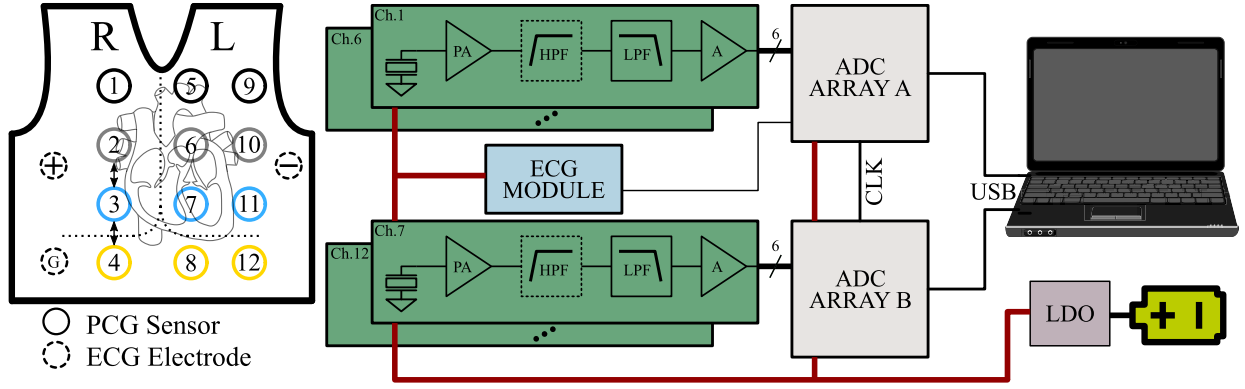 R L
1 5 9
2 6 10
+ −
3 7 11
G 4 8 12
PCG Sensor
ECG Electrode
Ch.1
Ch.6
PA HPF LPF A
6
ADC
ARRAY A
ECG
MODULE
CLK
USB
Ch.7
Ch.12
PA HPF LPF A
6
ADC
ARRAY B
LDO
+ −